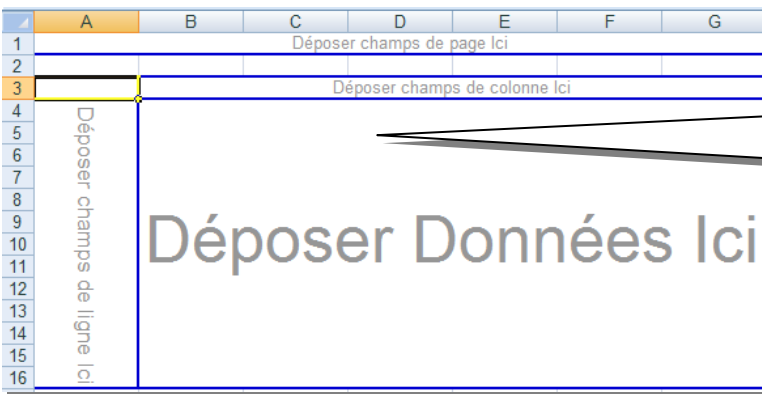 A B C D E F G
1 Déposer champs de page Ici
2
3 Déposer champs de colonne Ici
4
5
6
7
8
9
10
11
12
13
14
15
16
Déposer champs de ligne Ici
Déposer Données Ici